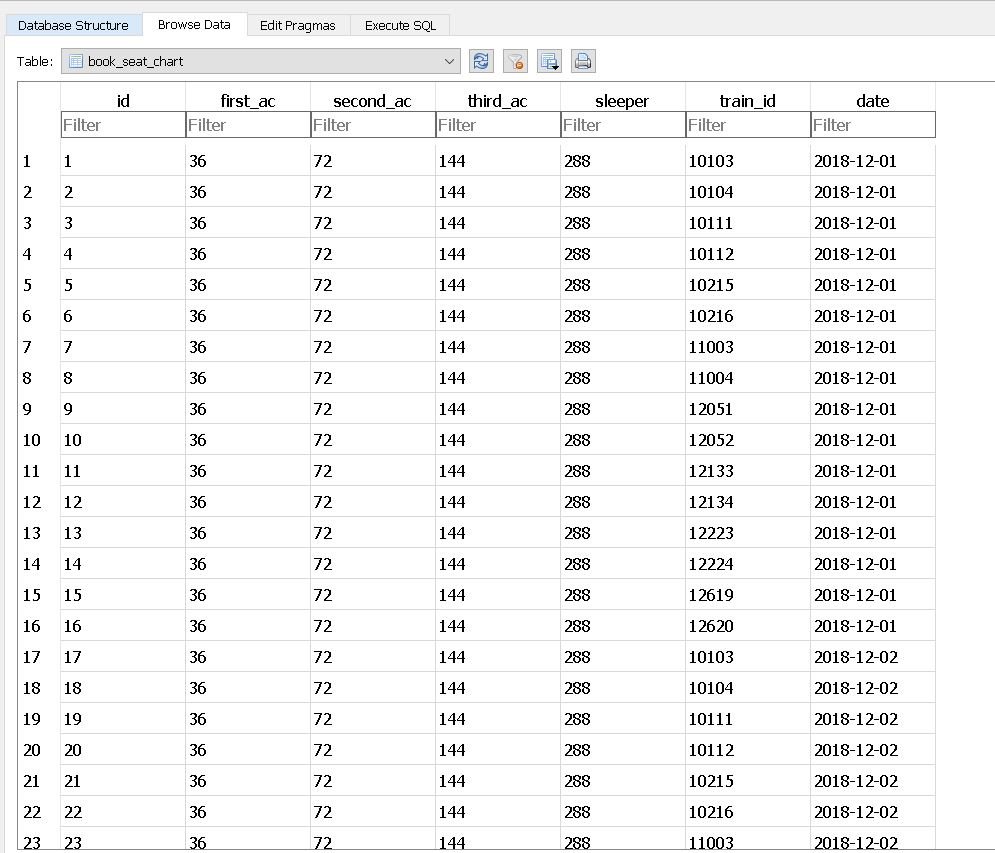 Database Structure Browse Data Edit Pragmas Execute SQL
Table: book_seat_chart
id first_ac second_ac third_ac sleeper train_id date
Filter Filter Filter Filter Filter Filter Filter
1 1 36 72 144 288 10103 2018-12-01
2 2 36 72 144 288 10104 2018-12-01
3 3 36 72 144 288 10111 2018-12-01
4 4 36 72 144 288 10112 2018-12-01
5 5 36 72 144 288 10215 2018-12-01
6 6 36 72 144 288 10216 2018-12-01
7 7 36 72 144 288 11003 2018-12-01
8 8 36 72 144 288 11004 2018-12-01
9 9 36 72 144 288 12051 2018-12-01
10 10 36 72 144 288 12052 2018-12-01
11 11 36 72 144 288 12133 2018-12-01
12 12 36 72 144 288 12134 2018-12-01
13 13 36 72 144 288 12223 2018-12-01
14 14 36 72 144 288 12224 2018-12-01
15 15 36 72 144 288 12619 2018-12-01
16 16 36 72 144 288 12620 2018-12-01
17 17 36 72 144 288 10103 2018-12-02
18 18 36 72 144 288 10104 2018-12-02
19 19 36 72 144 288 10111 2018-12-02
20 20 36 72 144 288 10112 2018-12-02
21 21 36 72 144 288 10215 2018-12-02
22 22 36 72 144 288 10216 2018-12-02
23 23 36 72 144 288 11003 2018-12-02